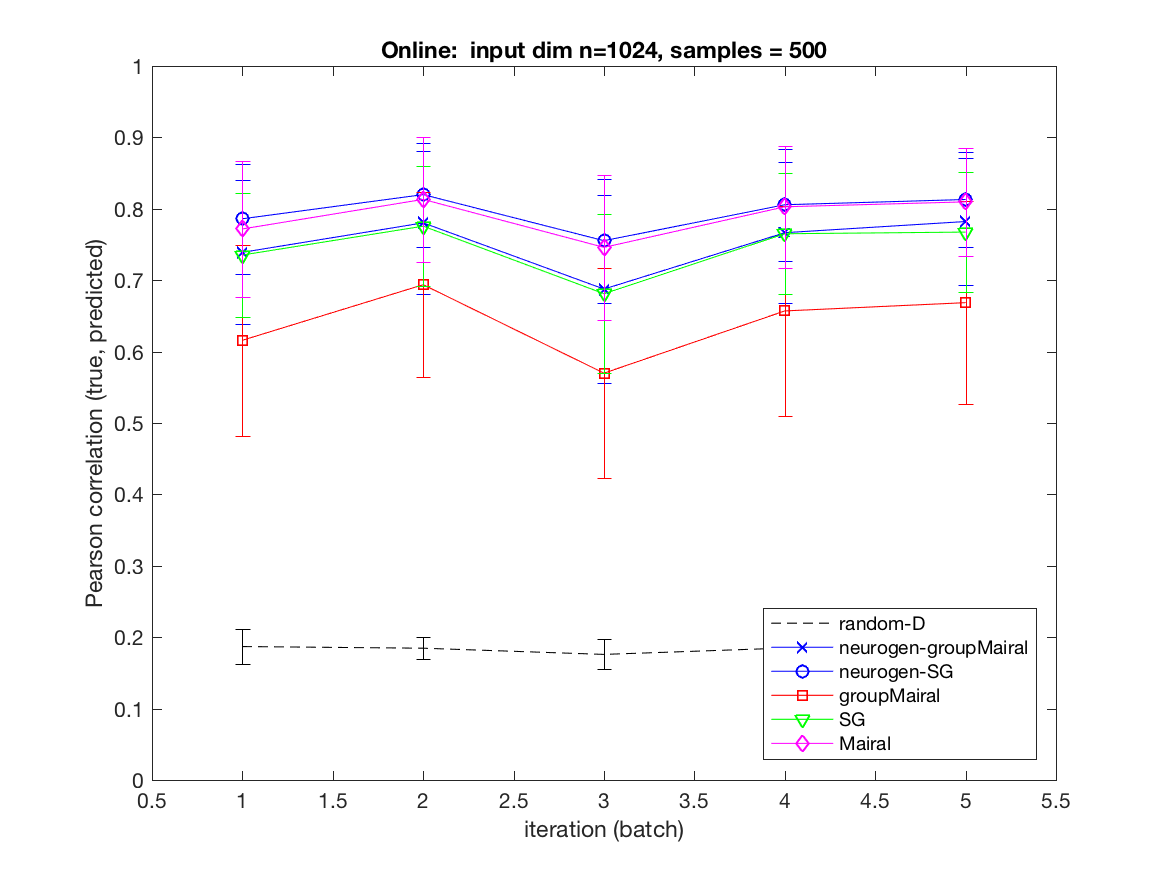 Online:  input dim n=1024, samples = 500
1
0.9
0.8
0.7
0.6
0.5
0.4
0.3
0.2
0.1
0
Pearson correlation (true, predicted)
random-D
neurogen-groupMairal
neurogen-SG
groupMairal
SG
Mairal
0.5 1 1.5 2 2.5 3 3.5 4 4.5 5 5.5
iteration (batch)